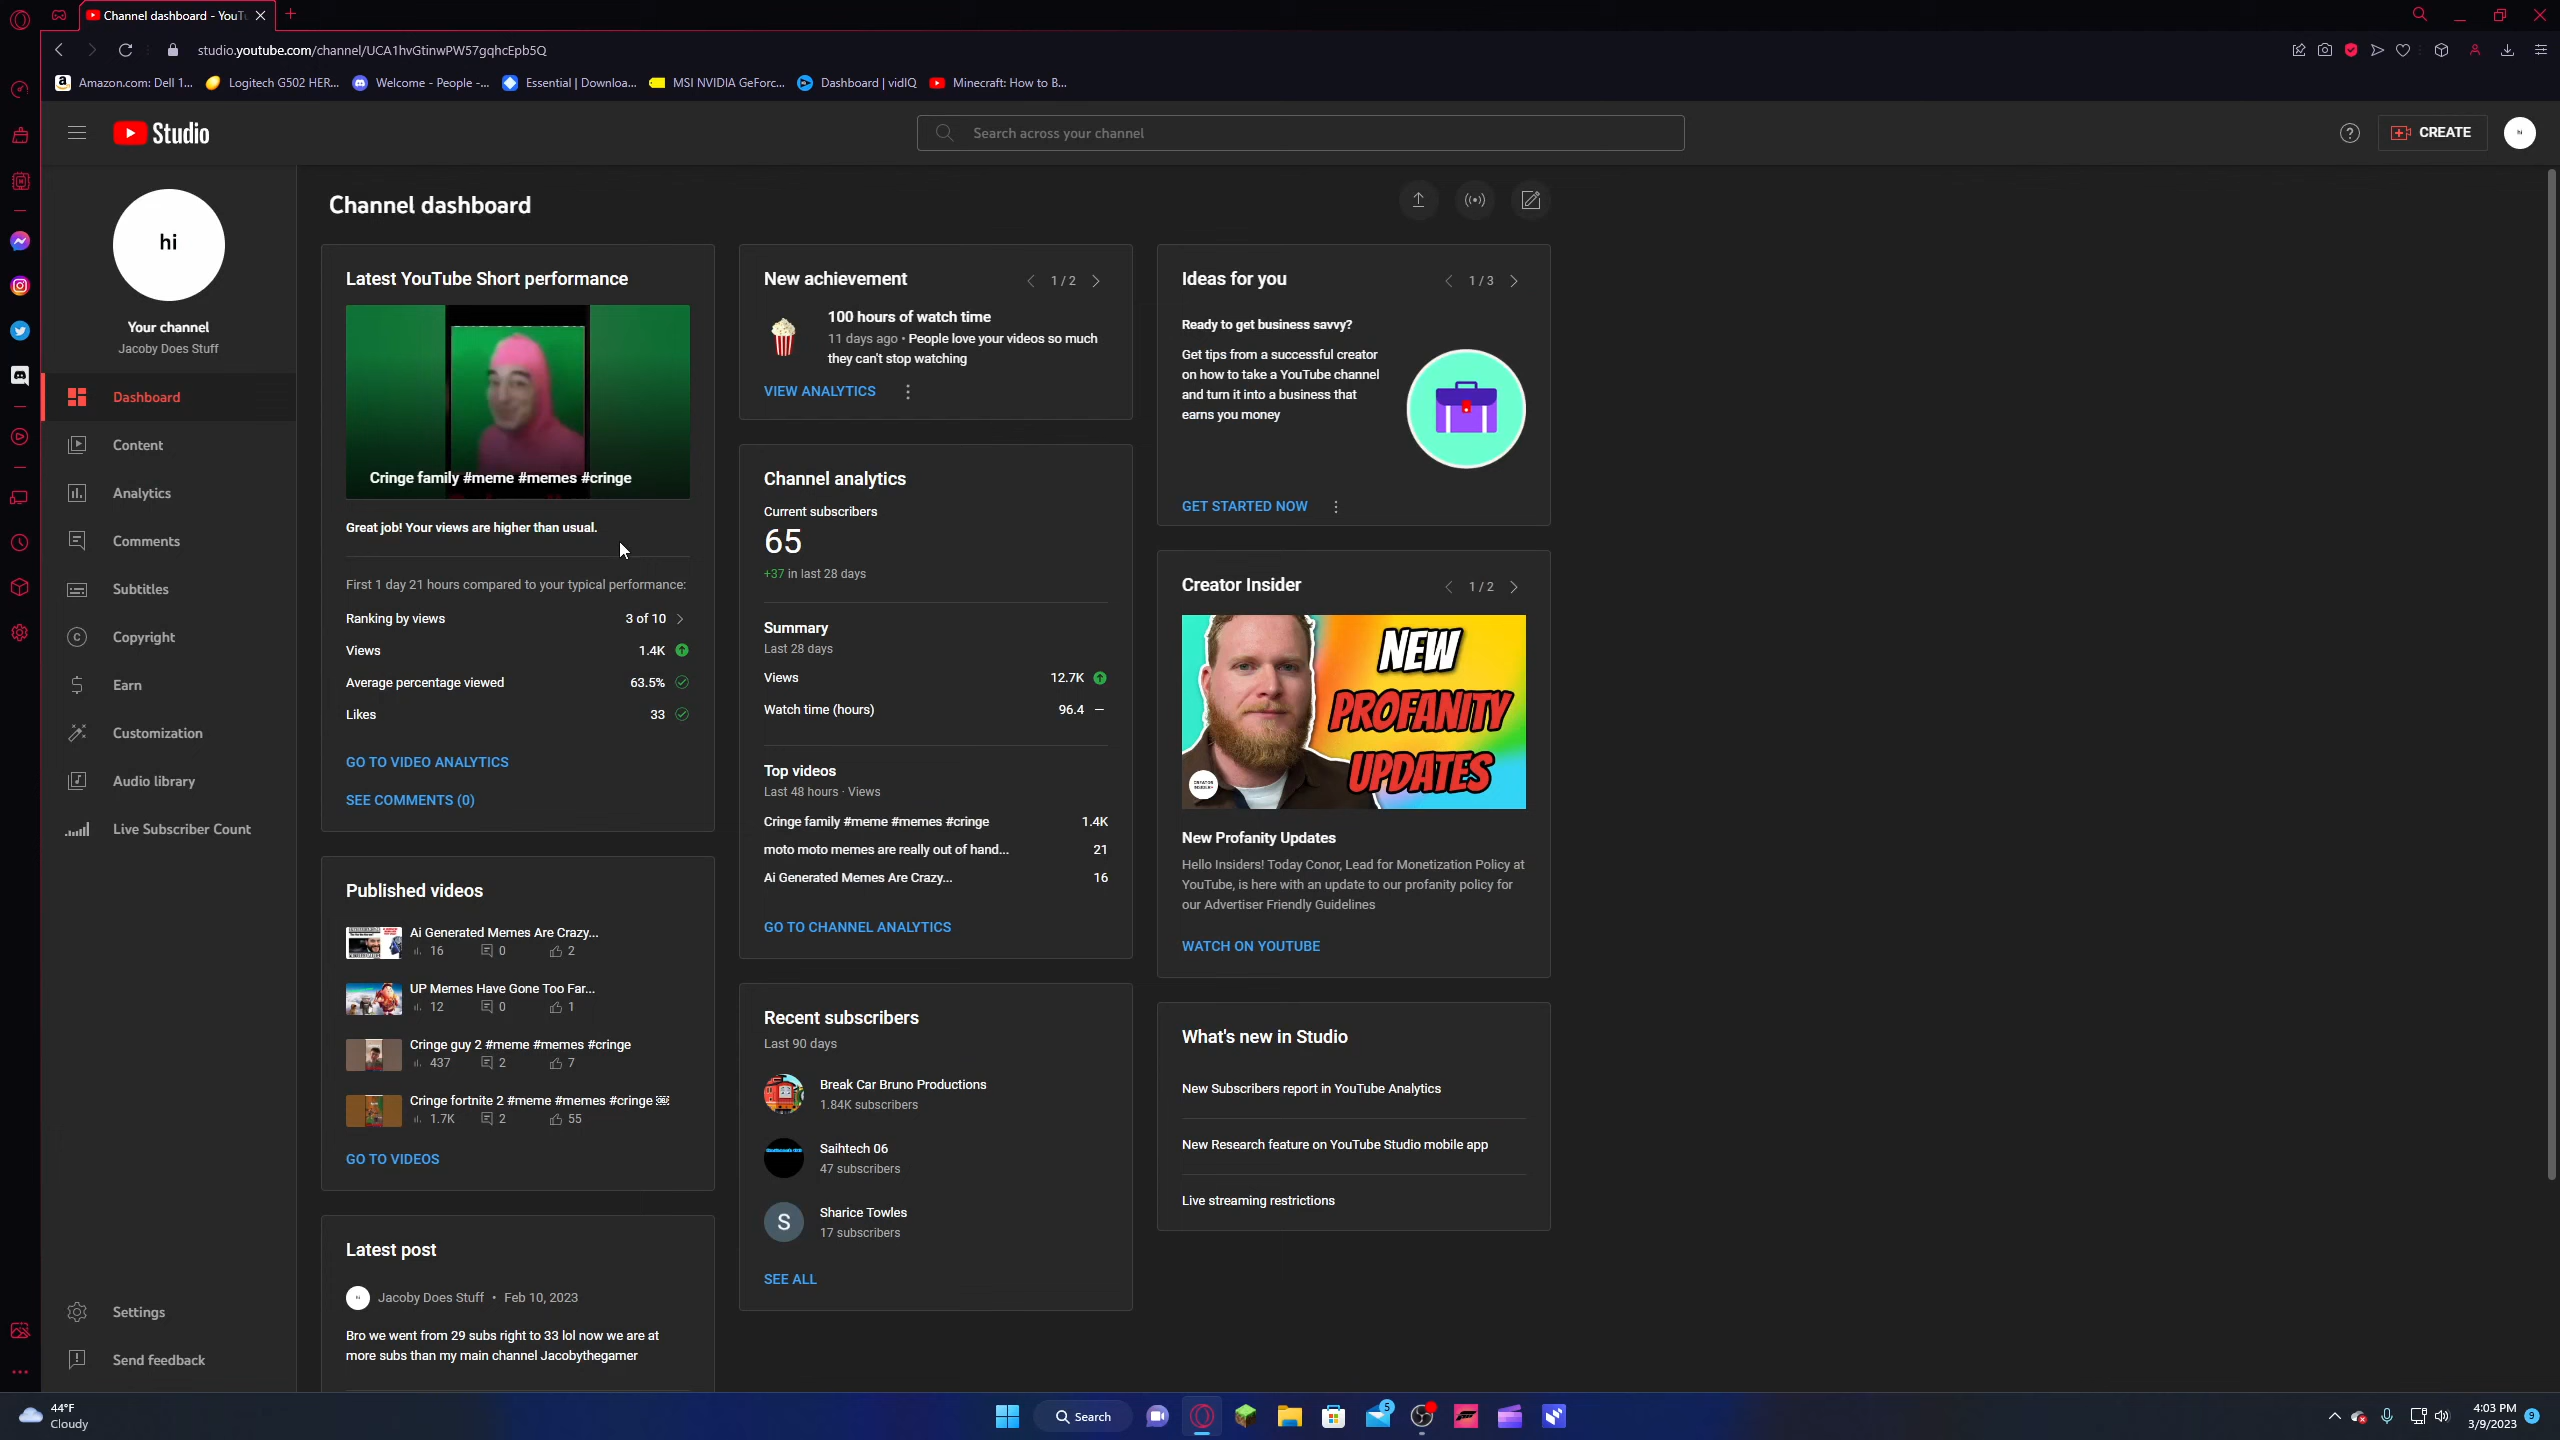 Channel dashboard - YouTu
studio.youtube.com/channel/UCA1hvGtinwPW57gqhcEpb5Q
Amazon.com: Dell 1... Logitech G502 HER... Welcome - People -... Essential | Downloa... MSI NVIDIA GeForc... Dashboard | vidIQ Minecraft: How to B...
Studio
Search across your channel
CREATE
hi
Your channel
Jacoby Does Stuff
Dashboard
Content
Analytics
Comments
Subtitles
Copyright
Earn
Customization
Audio library
Live Subscriber Count
Settings
Send feedback
Channel dashboard
Latest YouTube Short performance
Cringe family #meme #memes #cringe
Great job! Your views are higher than usual.
First 1 day 21 hours compared to your typical performance:
Ranking by views 3 of 10
Views 1.4K
Average percentage viewed 63.5%
Likes 33
GO TO VIDEO ANALYTICS
SEE COMMENTS (0)
Published videos
Ai Generated Memes Are Crazy...
16 0 2
UP Memes Have Gone Too Far...
12 0 1
Cringe guy 2 #meme #memes #cringe
437 2 7
Cringe fortnite 2 #meme #memes #cringe
1.7K 2 55
GO TO VIDEOS
Latest post
Jacoby Does Stuff • Feb 10, 2023
Bro we went from 29 subs right to 33 lol now we are at
more subs than my main channel Jacobythegamer
New achievement 1 / 2
100 hours of watch time
11 days ago • People love your videos so much
they can't stop watching
VIEW ANALYTICS
Channel analytics
Current subscribers
65
+37 in last 28 days
Summary
Last 28 days
Views 12.7K
Watch time (hours) 96.4 —
Top videos
Last 48 hours · Views
Cringe family #meme #memes #cringe 1.4K
moto moto memes are really out of hand... 21
Ai Generated Memes Are Crazy... 16
GO TO CHANNEL ANALYTICS
Recent subscribers
Last 90 days
Break Car Bruno Productions
1.84K subscribers
Saihtech 06
47 subscribers
S
Sharice Towles
17 subscribers
SEE ALL
Ideas for you 1 / 3
Ready to get business savvy?
Get tips from a successful creator
on how to take a YouTube channel
and turn it into a business that
earns you money
GET STARTED NOW
Creator Insider 1 / 2
NEW
PROFANITY
UPDATES
CREATOR
INSIDER
New Profanity Updates
Hello Insiders! Today Conor, Lead for Monetization Policy at
YouTube, is here with an update to our profanity policy for
our Advertiser Friendly Guidelines
WATCH ON YOUTUBE
What's new in Studio
New Subscribers report in YouTube Analytics
New Research feature on YouTube Studio mobile app
Live streaming restrictions
44°F
Cloudy
Search
5
4:03 PM
3/9/2023
9